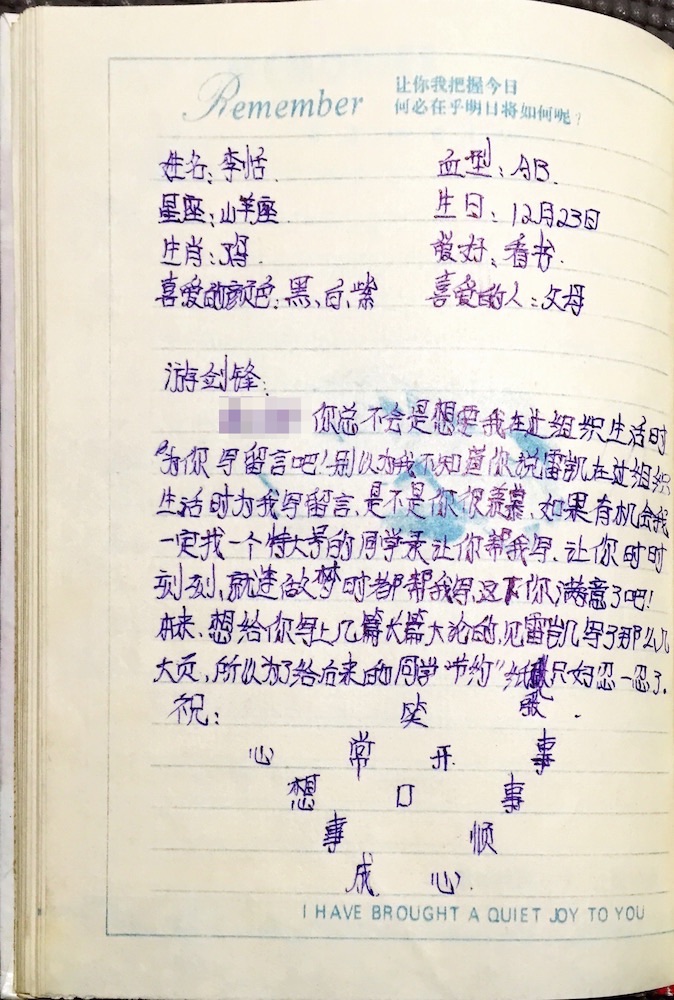 Remember
让你我把握今日
何必在乎明日将如何呢？
姓名：李恬. 血型：AB.
星座：山羊座 生日：12月23日
生肖：鸡 爱好：看书.
喜爱的颜色：黑、白、紫 喜爱的人：父母
游剑锋：
你总不会是想要我在过组织生活时
为你写留言吧！别以为我不知道你说雷凯在过组织
生活时为我写留言，是不是你很羡慕，如果有机会我
一定找一个特大号的同学录让你帮我写，让你时时
刻刻，就连做梦时都帮我写，这下你满意了吧！
本来，想给你写上几篇长篇大论的，见雷凯写了那么几
大页，所以为了给后来的同学“节约”纸 只好忍一忍了.
祝： 笑
心 常 开 事
想 口 事
事 顺
成 心.
I HAVE BROUGHT A QUIET JOY TO YOU